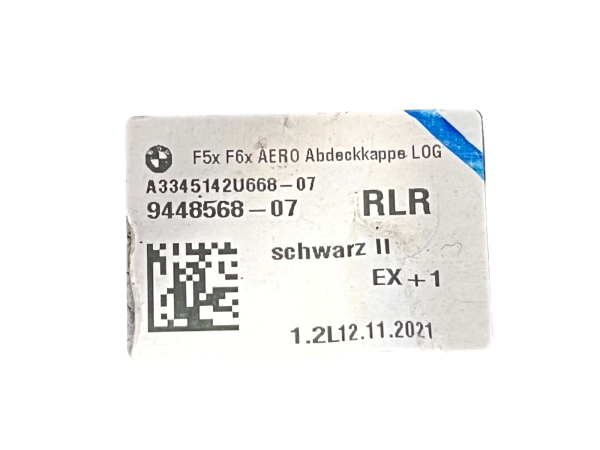 F5x F6x AERO Abdeckkappe LOG
A3345142U668-07
9448568-07 RLR
schwarz II
EX+1
1.2L12.11.2021